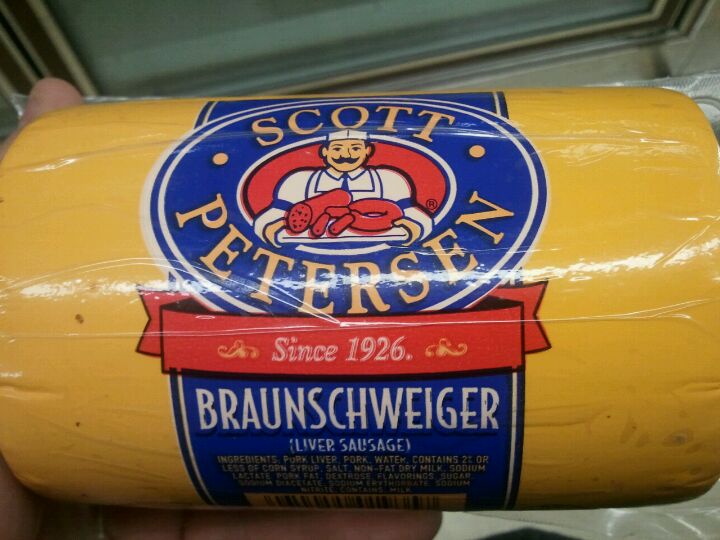 SCOTT
PETERSEN
®
Since 1926.
BRAUNSCHWEIGER
(LIVER SAUSAGE)
INGREDIENTS: PORK LIVER, PORK, WATER, CONTAINS 2% OR
LESS OF CORN SYRUP, SALT, NON-FAT DRY MILK, SODIUM
LACTATE, PORK FAT, DEXTROSE, FLAVORINGS, SUGAR,
SODIUM DIACETATE, SODIUM ERYTHORBATE, SODIUM
NITRITE. CONTAINS: MILK